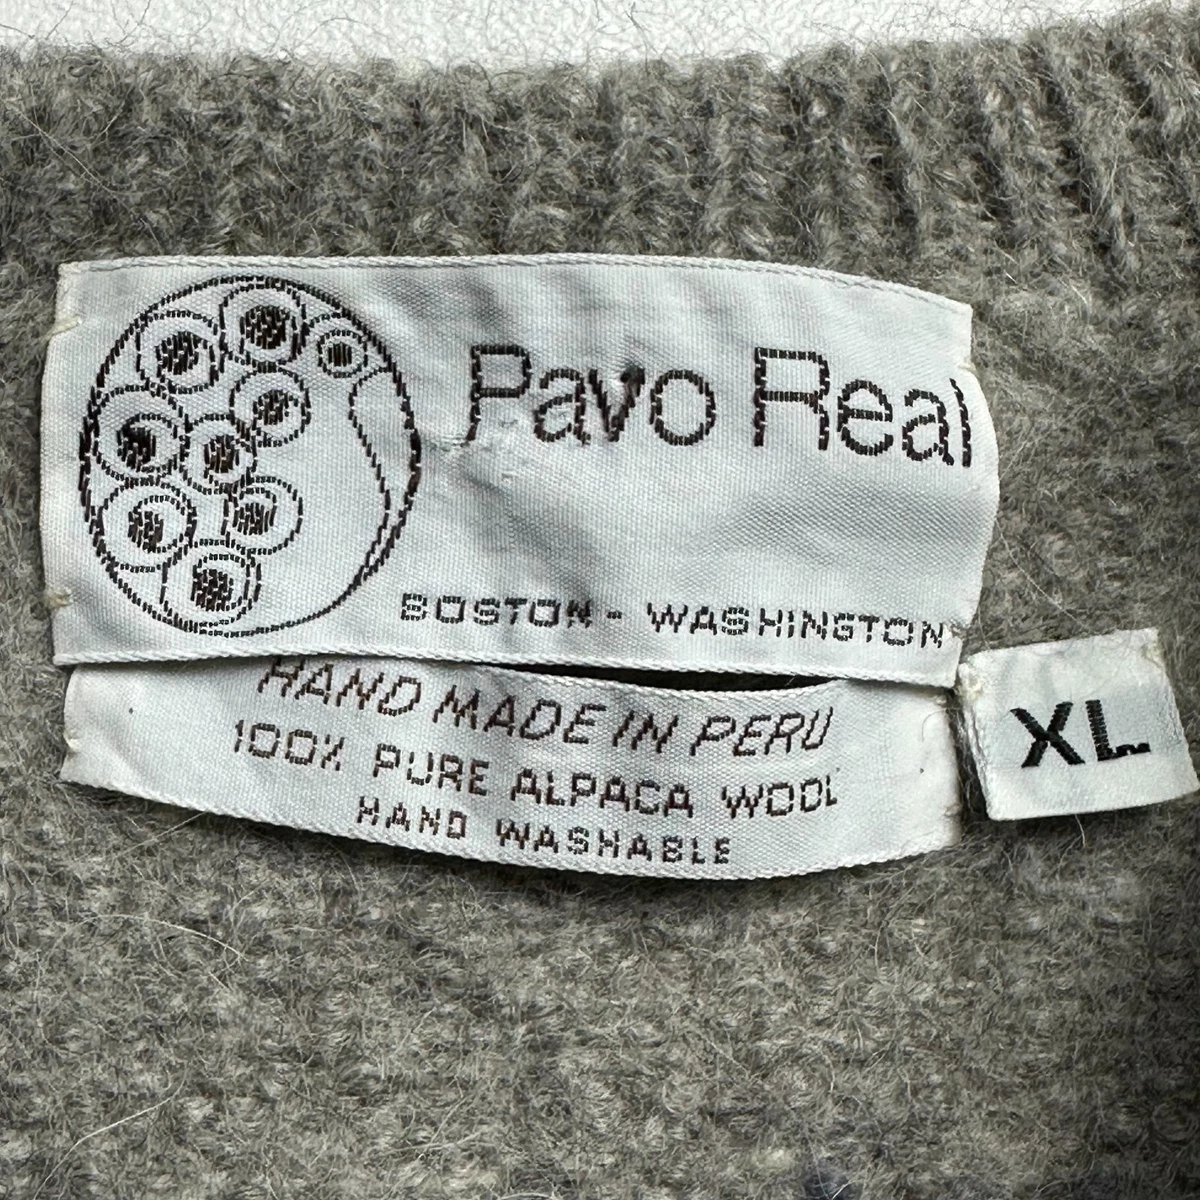 Pavo Real
BOSTON - WASHINGTON
HAND MADE IN PERU
100% PURE ALPACA WOOL
HAND WASHABLE
XL